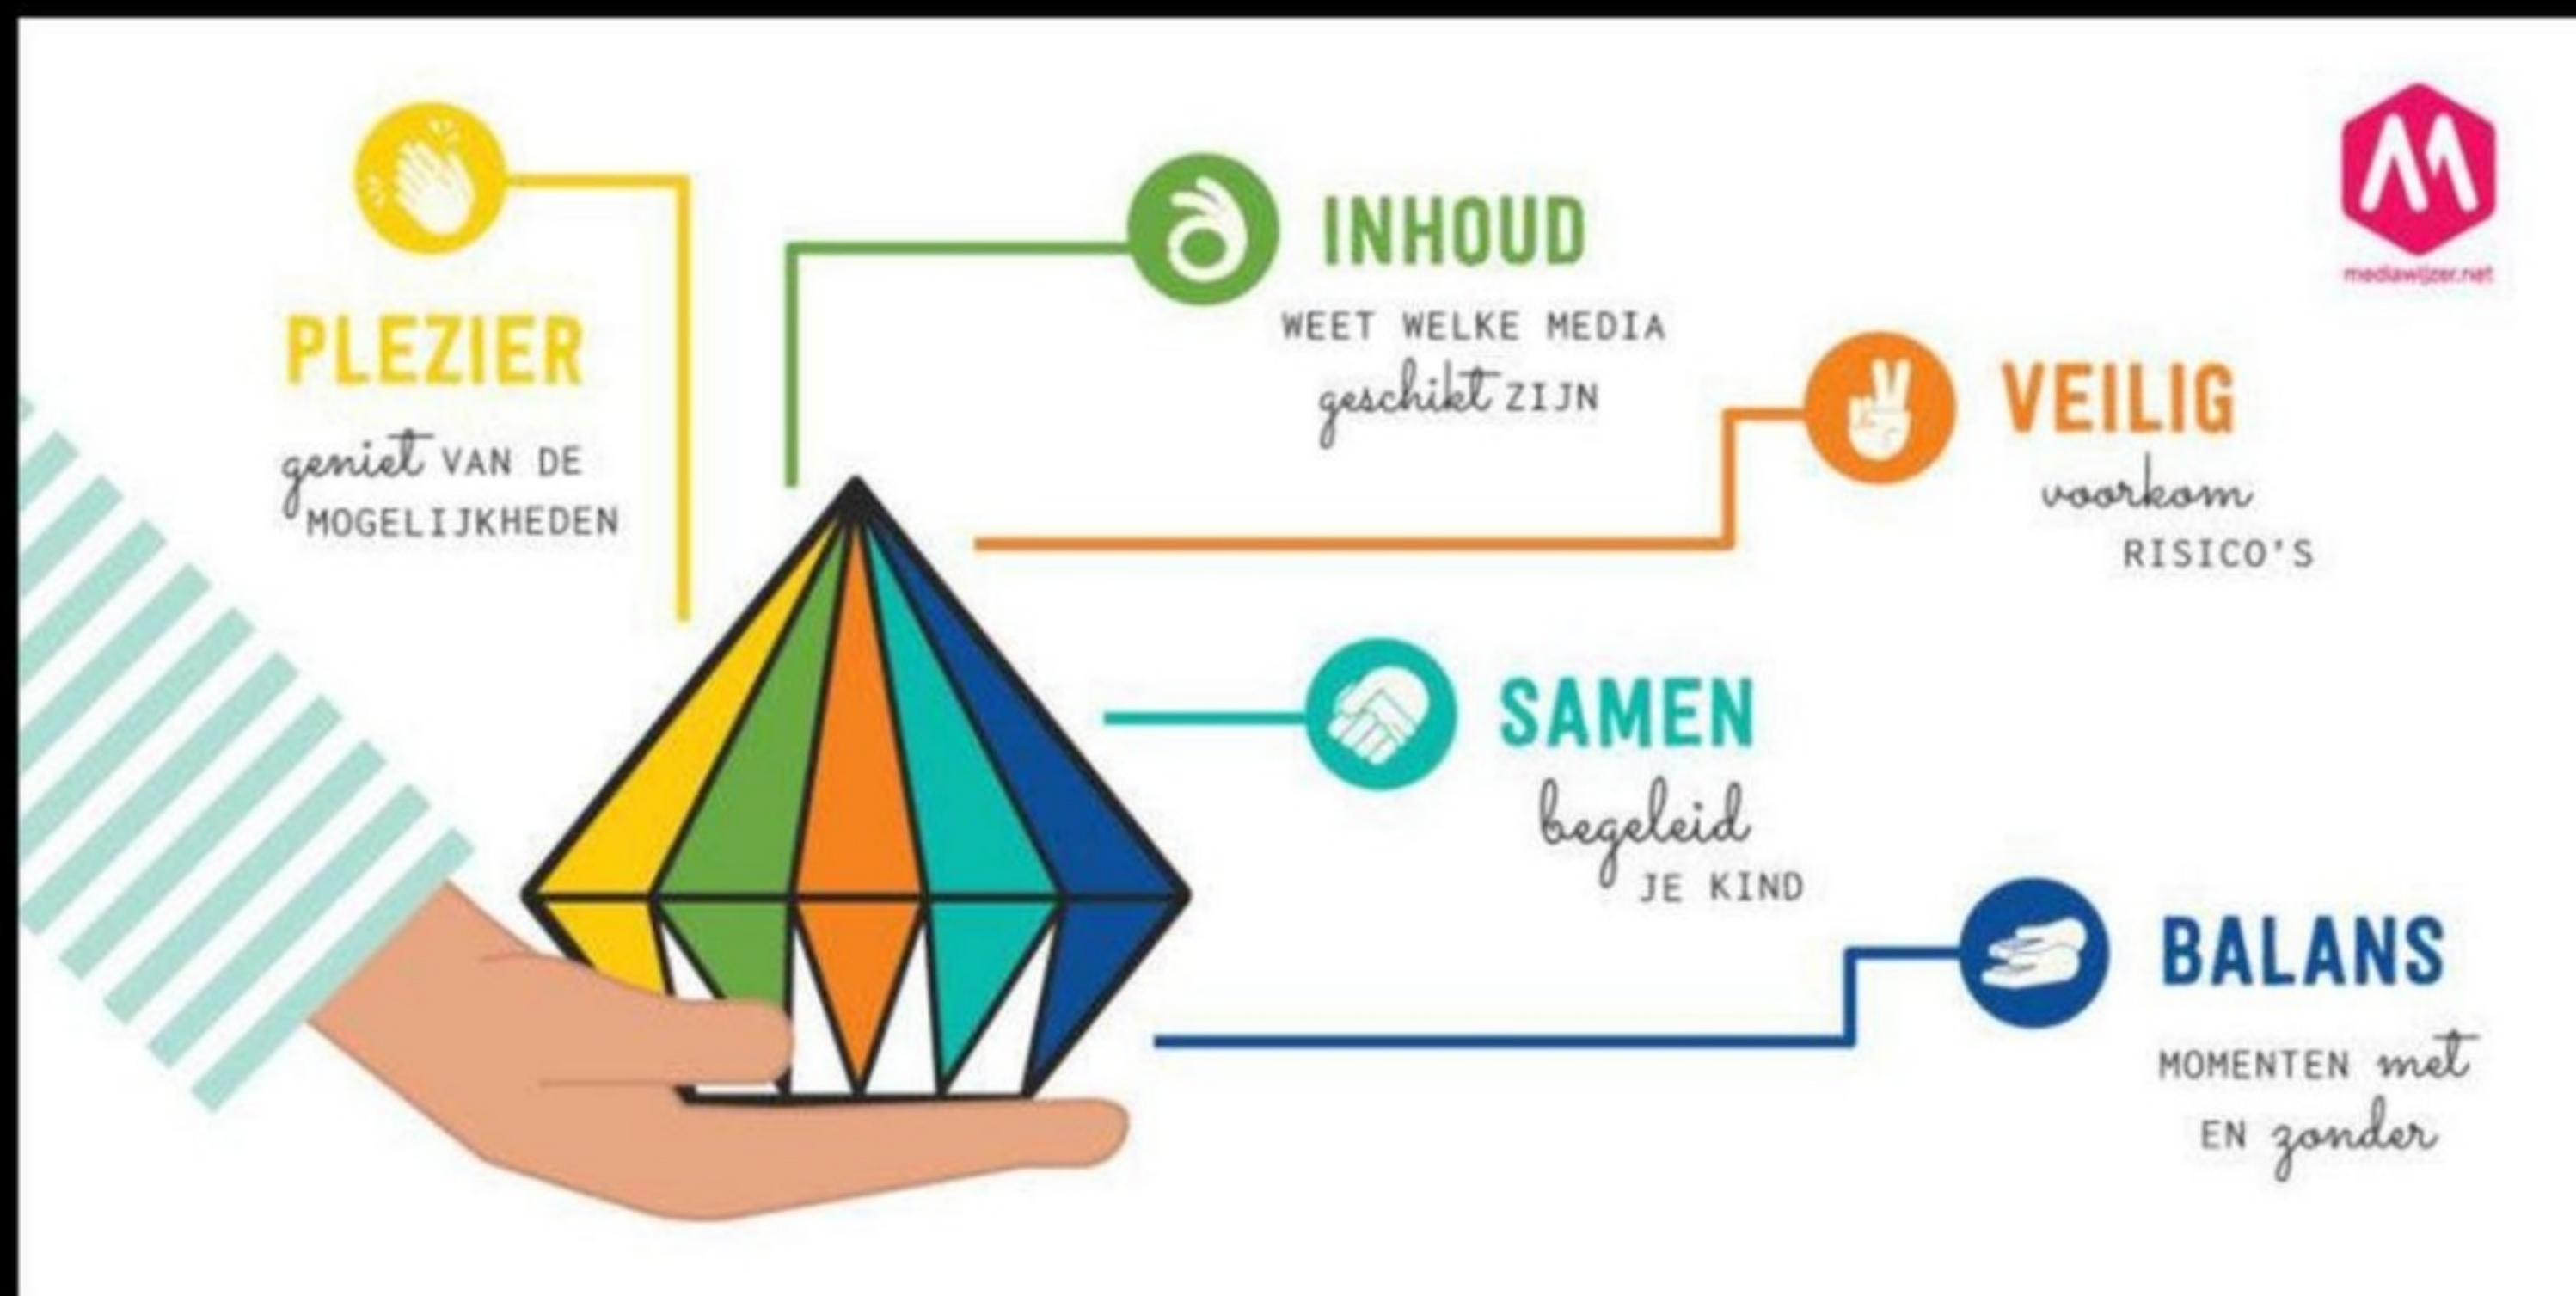 PLEZIER
geniet VAN DE
MOGELIJKHEDEN
INHOUD
WEET WELKE MEDIA
geschikt ZIJN
mediawijzer.net
VEILIG
voorkom
RISICO'S
SAMEN
begeleid
JE KIND
BALANS
MOMENTEN met
EN zonder